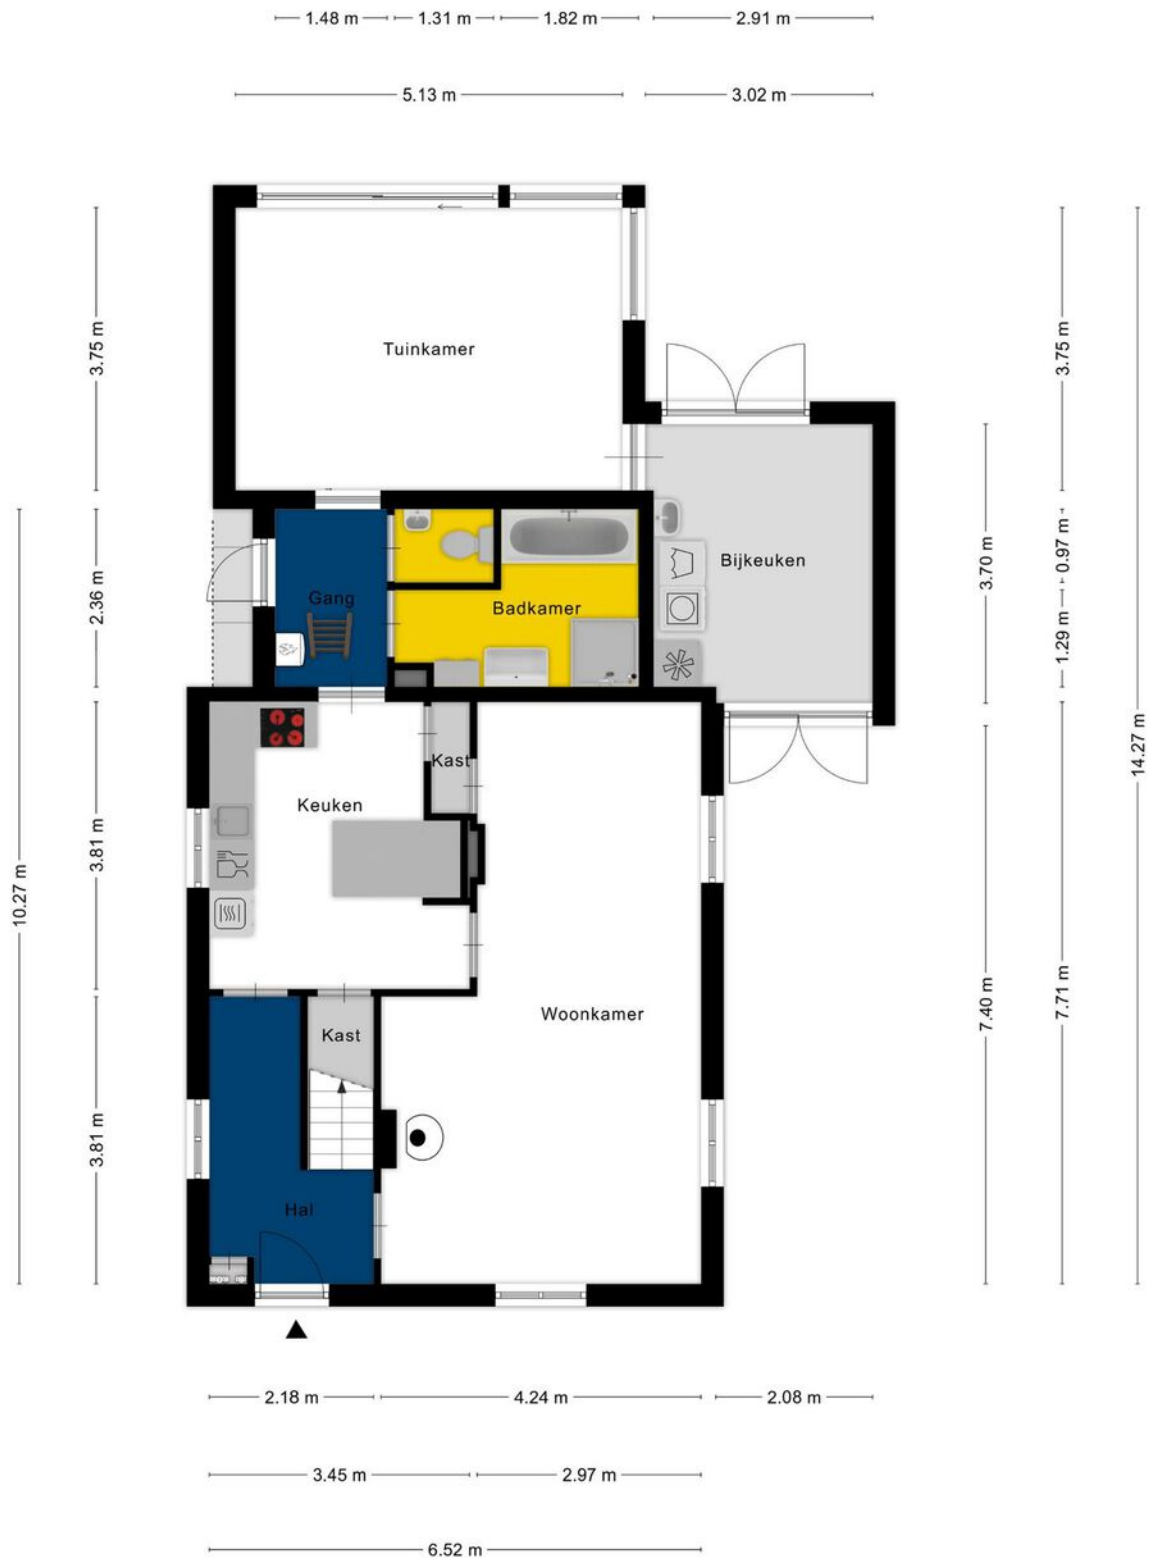 1.48 m 1.31 m 1.82 m 2.91 m
5.13 m 3.02 m
3.75 m
Tuinkamer
3.75 m
14.27 m
10.27 m
2.36 m
Gang
Badkamer
Bijkeuken
3.70 m
0.97 m
1.29 m
3.81 m
Keuken
Kast
Woonkamer
7.40 m
7.71 m
3.81 m
Kast
Hal
2.18 m 4.24 m 2.08 m
3.45 m 2.97 m
6.52 m